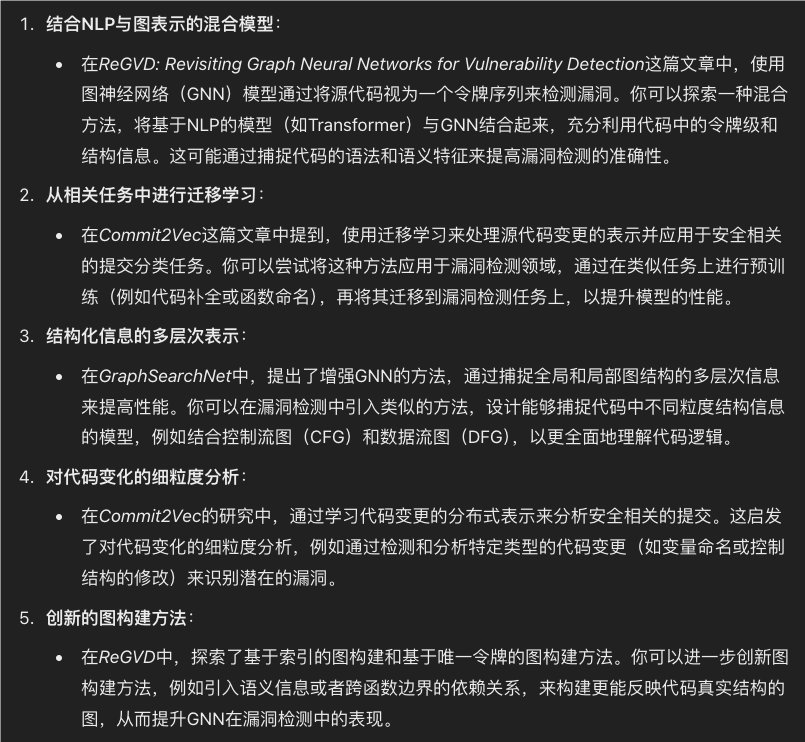 1. 结合NLP与图表示的混合模型：
• 在ReGVD: Revisiting Graph Neural Networks for Vulnerability Detection这篇文章中，使用
图神经网络（GNN）模型通过将源代码视为一个令牌序列来检测漏洞。你可以探索一种混合
方法，将基于NLP的模型（如Transformer）与GNN结合起来，充分利用代码中的令牌级和
结构信息。这可能通过捕捉代码的语法和语义特征来提高漏洞检测的准确性。
2. 从相关任务中进行迁移学习：
• 在Commit2Vec这篇文章中提到，使用迁移学习来处理源代码变更的表示并应用于安全相关
的提交分类任务。你可以尝试将这种方法应用于漏洞检测领域，通过在类似任务上进行预训
练（例如代码补全或函数命名），再将其迁移到漏洞检测任务上，以提升模型的性能。
3. 结构化信息的多层次表示：
• 在GraphSearchNet中，提出了增强GNN的方法，通过捕捉全局和局部图结构的多层次信息
来提高性能。你可以在漏洞检测中引入类似的方法，设计能够捕捉代码中不同粒度结构信息
的模型，例如结合控制流图（CFG）和数据流图（DFG），以更全面地理解代码逻辑。
4. 对代码变化的细粒度分析：
• 在Commit2Vec的研究中，通过学习代码变更的分布式表示来分析安全相关的提交。这启发
了对代码变化的细粒度分析，例如通过检测和分析特定类型的代码变更（如变量命名或控制
结构的修改）来识别潜在的漏洞。
5. 创新的图构建方法：
• 在ReGVD中，探索了基于索引的图构建和基于唯一令牌的图构建方法。你可以进一步创新图
构建方法，例如引入语义信息或者跨函数边界的依赖关系，来构建更能反映代码真实结构的
图，从而提升GNN在漏洞检测中的表现。